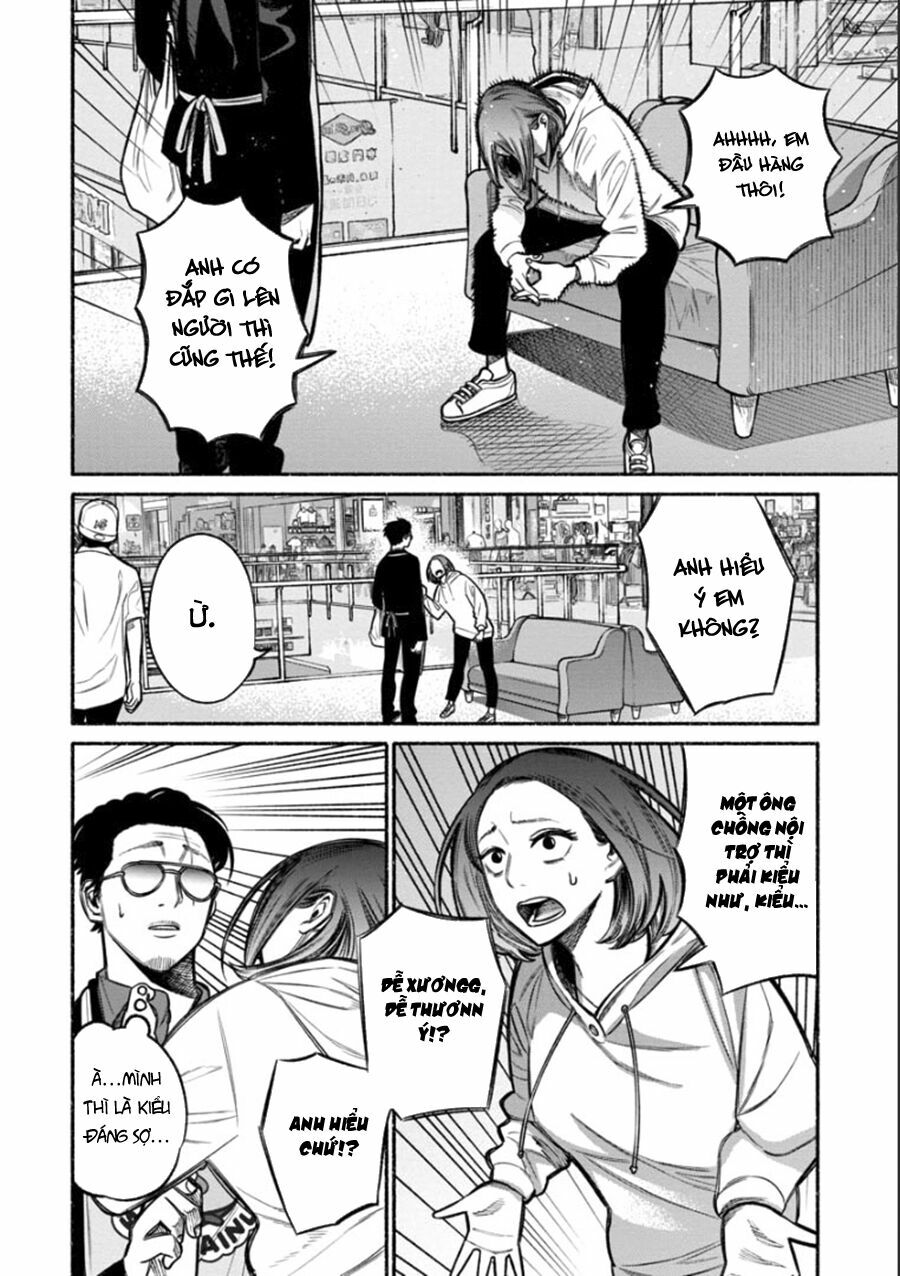 AHHHH, EM
ĐẦU HÀNG
THÔI!
ANH CÓ
ĐẮP GÌ LÊN
NGƯỜI THÌ
CŨNG THẾ!
ANH HIỂU
Ý EM
KHÔNG?
Ừ.
MỘT ÔNG
CHỒNG NỘI
TRỢ THÌ
PHẢI KIỂU
NHƯ, KIỂU...
DỄ XƯƠNGG,
DỄ THƯƠNN
Ý!?
ANH HIỂU
CHỨ!?
À...MÌNH
THÌ LÀ KIỂU
ĐÁNG SỢ...